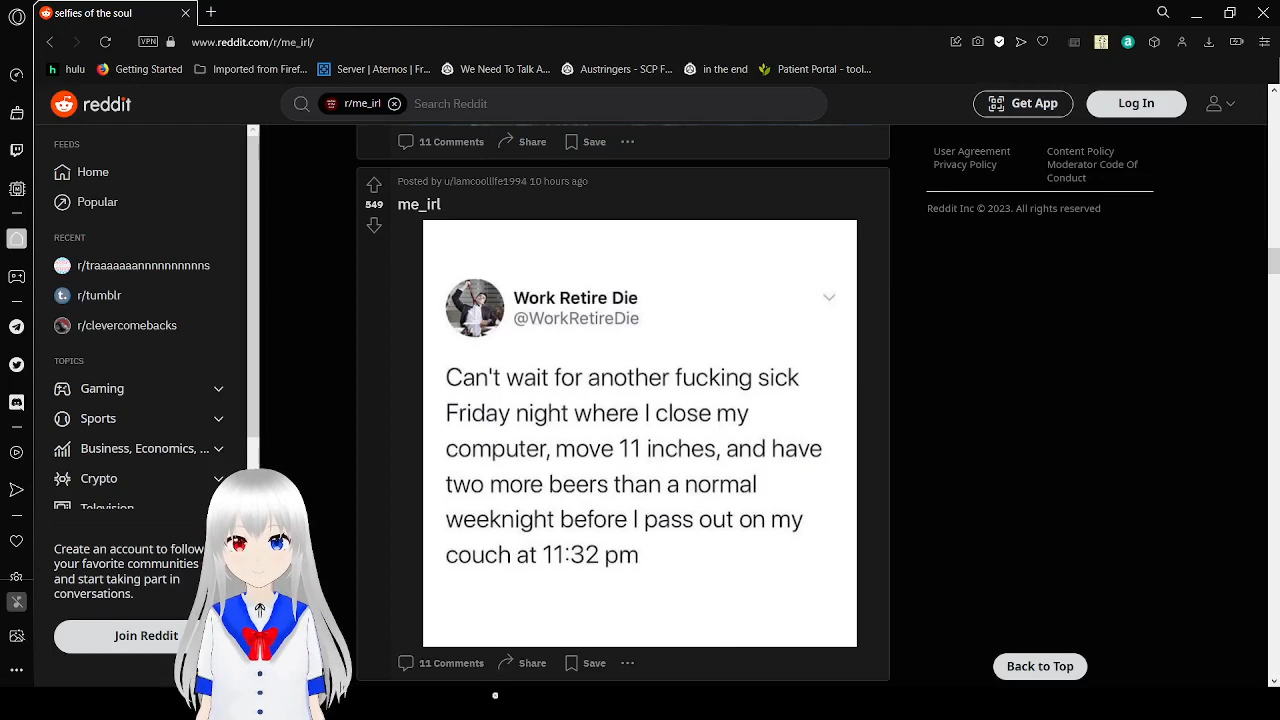 selfies of the soul
VPN
www.reddit.com/r/me_irl/
hulu
Getting Started
Imported from Firef...
Server | Aternos | Fr...
We Need To Talk A...
Austringers - SCP F...
in the end
Patient Portal - tool...
reddit
r/me_irl
Search Reddit
Get App
Log In
FEEDS
Home
Popular
RECENT
r/traaaaaaannnnnnnnnns
r/tumblr
r/clevercomebacks
TOPICS
Gaming
Sports
Business, Economics, ...
Crypto
Television
Create an account to follow
your favorite communities
and start taking part in
conversations.
Join Reddit
11 Comments
Share
Save
Posted by u/Iamcoolllfe1994 10 hours ago
549
me_irl
Work Retire Die
@WorkRetireDie
Can't wait for another fucking sick
Friday night where I close my
computer, move 11 inches, and have
two more beers than a normal
weeknight before I pass out on my
couch at 11:32 pm
11 Comments
Share
Save
User Agreement
Privacy Policy
Content Policy
Moderator Code Of
Conduct
Reddit Inc © 2023. All rights reserved
Back to Top